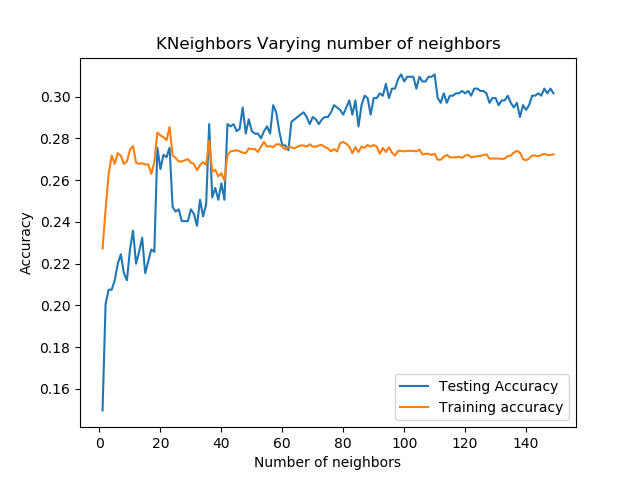 KNeighbors Varying number of neighbors
Accuracy
0.30
0.28
0.26
0.24
0.22
0.20
0.18
0.16
0 20 40 60 80 100 120 140
Number of neighbors
Testing Accuracy
Training accuracy